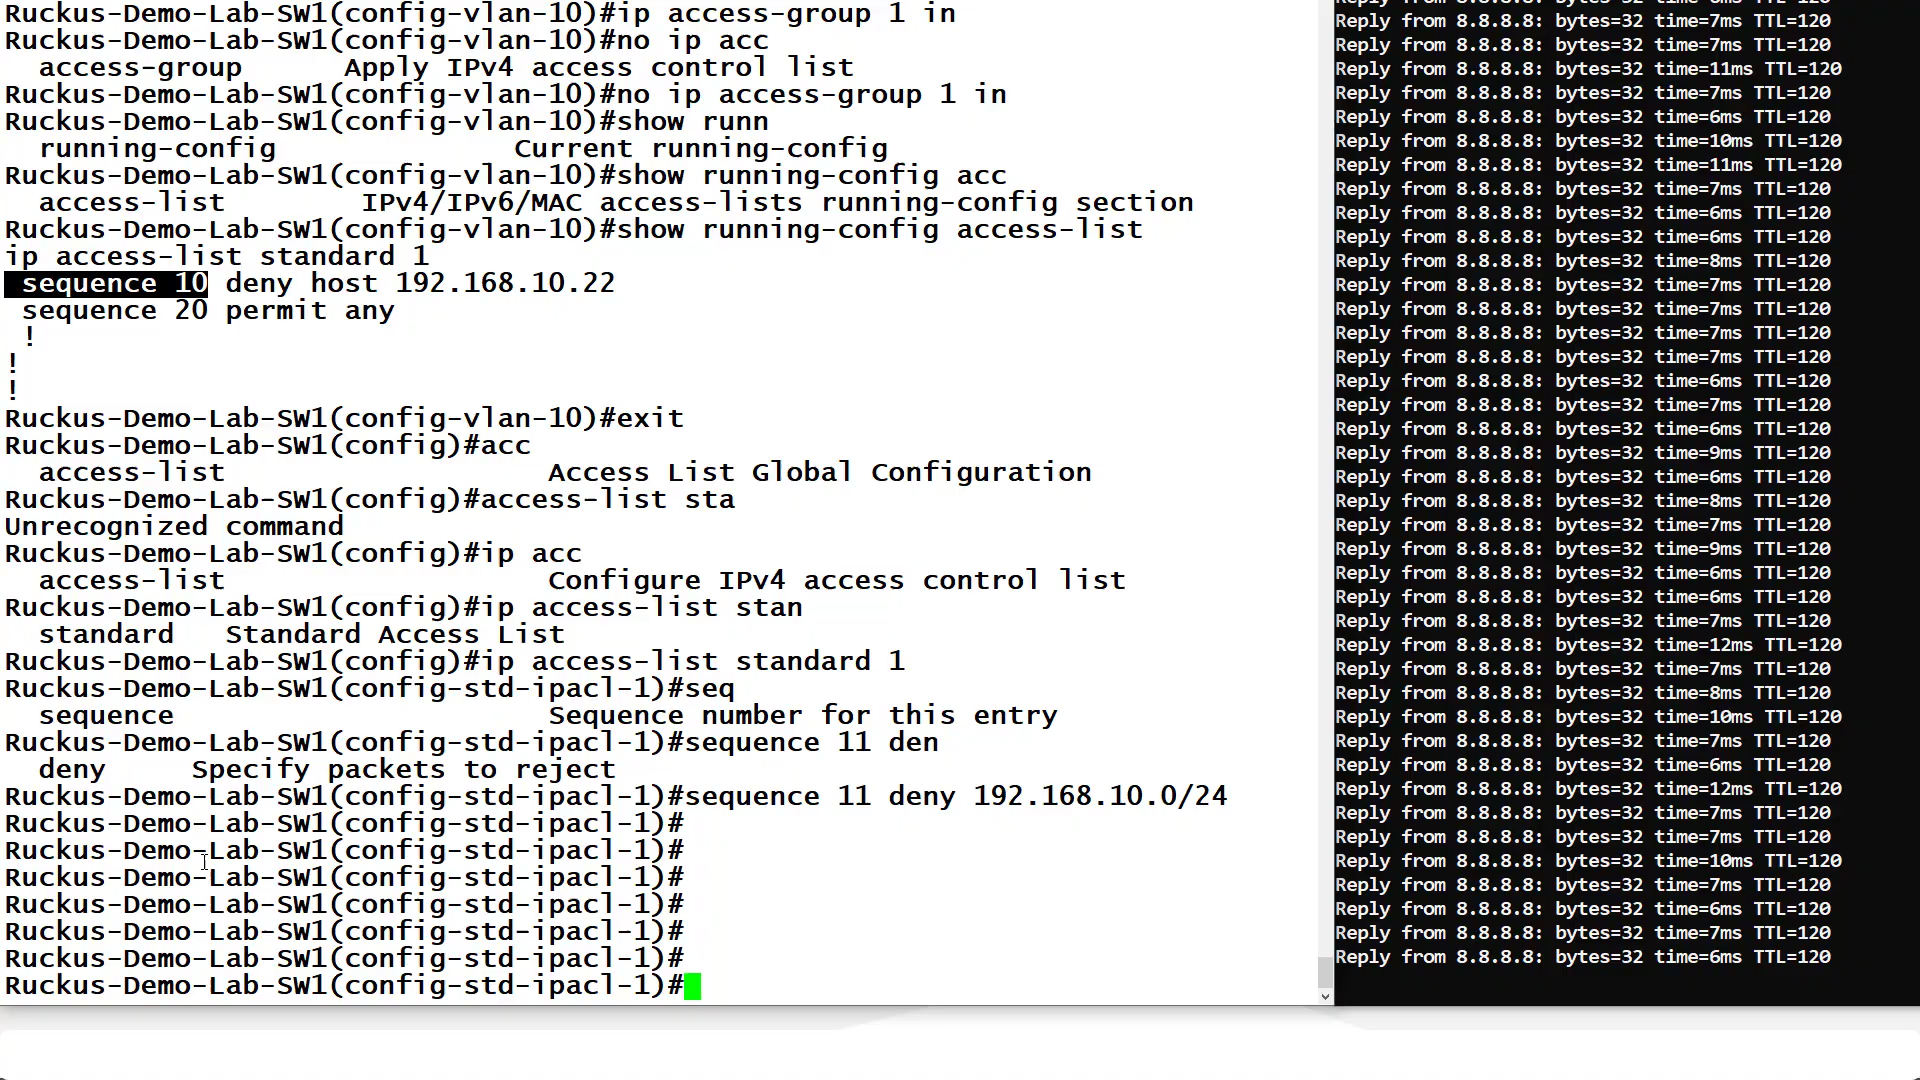 Ruckus-Demo-Lab-SW1(config-vlan-10)#ip access-group 1 in
Ruckus-Demo-Lab-SW1(config-vlan-10)#no ip acc
  access-group      Apply IPv4 access control list
Ruckus-Demo-Lab-SW1(config-vlan-10)#no ip access-group 1 in
Ruckus-Demo-Lab-SW1(config-vlan-10)#show runn
  running-config              Current running-config
Ruckus-Demo-Lab-SW1(config-vlan-10)#show running-config acc
  access-list        IPv4/IPv6/MAC access-lists running-config section
Ruckus-Demo-Lab-SW1(config-vlan-10)#show running-config access-list
ip access-list standard 1
 sequence 10 deny host 192.168.10.22
 sequence 20 permit any
 !
!
!
Ruckus-Demo-Lab-SW1(config-vlan-10)#exit
Ruckus-Demo-Lab-SW1(config)#acc
  access-list                   Access List Global Configuration
Ruckus-Demo-Lab-SW1(config)#access-list sta
Unrecognized command
Ruckus-Demo-Lab-SW1(config)#ip acc
  access-list                   Configure IPv4 access control list
Ruckus-Demo-Lab-SW1(config)#ip access-list stan
  standard   Standard Access List
Ruckus-Demo-Lab-SW1(config)#ip access-list standard 1
Ruckus-Demo-Lab-SW1(config-std-ipacl-1)#seq
  sequence                      Sequence number for this entry
Ruckus-Demo-Lab-SW1(config-std-ipacl-1)#sequence 11 den
  deny     Specify packets to reject
Ruckus-Demo-Lab-SW1(config-std-ipacl-1)#sequence 11 deny 192.168.10.0/24
Ruckus-Demo-Lab-SW1(config-std-ipacl-1)#
Ruckus-Demo-Lab-SW1(config-std-ipacl-1)#
Ruckus-Demo-Lab-SW1(config-std-ipacl-1)#
Ruckus-Demo-Lab-SW1(config-std-ipacl-1)#
Ruckus-Demo-Lab-SW1(config-std-ipacl-1)#
Ruckus-Demo-Lab-SW1(config-std-ipacl-1)#
Ruckus-Demo-Lab-SW1(config-std-ipacl-1)#
Reply from 8.8.8.8: bytes=32 time=7ms TTL=120
Reply from 8.8.8.8: bytes=32 time=7ms TTL=120
Reply from 8.8.8.8: bytes=32 time=11ms TTL=120
Reply from 8.8.8.8: bytes=32 time=7ms TTL=120
Reply from 8.8.8.8: bytes=32 time=6ms TTL=120
Reply from 8.8.8.8: bytes=32 time=10ms TTL=120
Reply from 8.8.8.8: bytes=32 time=11ms TTL=120
Reply from 8.8.8.8: bytes=32 time=7ms TTL=120
Reply from 8.8.8.8: bytes=32 time=6ms TTL=120
Reply from 8.8.8.8: bytes=32 time=6ms TTL=120
Reply from 8.8.8.8: bytes=32 time=8ms TTL=120
Reply from 8.8.8.8: bytes=32 time=7ms TTL=120
Reply from 8.8.8.8: bytes=32 time=7ms TTL=120
Reply from 8.8.8.8: bytes=32 time=7ms TTL=120
Reply from 8.8.8.8: bytes=32 time=7ms TTL=120
Reply from 8.8.8.8: bytes=32 time=6ms TTL=120
Reply from 8.8.8.8: bytes=32 time=7ms TTL=120
Reply from 8.8.8.8: bytes=32 time=6ms TTL=120
Reply from 8.8.8.8: bytes=32 time=9ms TTL=120
Reply from 8.8.8.8: bytes=32 time=6ms TTL=120
Reply from 8.8.8.8: bytes=32 time=8ms TTL=120
Reply from 8.8.8.8: bytes=32 time=7ms TTL=120
Reply from 8.8.8.8: bytes=32 time=9ms TTL=120
Reply from 8.8.8.8: bytes=32 time=6ms TTL=120
Reply from 8.8.8.8: bytes=32 time=6ms TTL=120
Reply from 8.8.8.8: bytes=32 time=7ms TTL=120
Reply from 8.8.8.8: bytes=32 time=12ms TTL=120
Reply from 8.8.8.8: bytes=32 time=7ms TTL=120
Reply from 8.8.8.8: bytes=32 time=8ms TTL=120
Reply from 8.8.8.8: bytes=32 time=10ms TTL=120
Reply from 8.8.8.8: bytes=32 time=7ms TTL=120
Reply from 8.8.8.8: bytes=32 time=6ms TTL=120
Reply from 8.8.8.8: bytes=32 time=12ms TTL=120
Reply from 8.8.8.8: bytes=32 time=7ms TTL=120
Reply from 8.8.8.8: bytes=32 time=7ms TTL=120
Reply from 8.8.8.8: bytes=32 time=10ms TTL=120
Reply from 8.8.8.8: bytes=32 time=7ms TTL=120
Reply from 8.8.8.8: bytes=32 time=6ms TTL=120
Reply from 8.8.8.8: bytes=32 time=7ms TTL=120
Reply from 8.8.8.8: bytes=32 time=6ms TTL=120